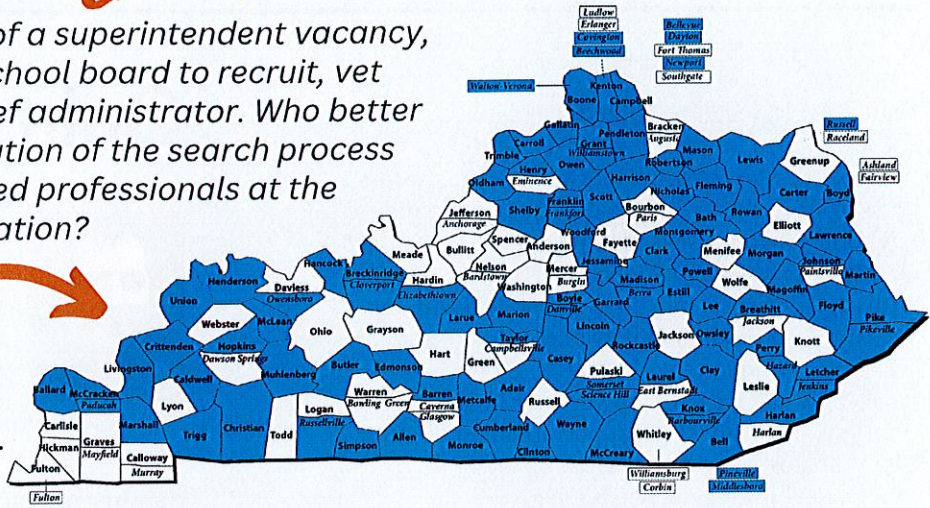 of a superintendent vacancy,
chool board to recruit, vet
ef administrator. Who better
ation of the search process
ed professionals at the
ation?
Ludlow
Erlanger
Covington
Beechwood
Bellevue
Dayton
Fort Thomas
Newport
Southgate
Walton-Verona
Kenton
Boone
Campbell
Gallatin
Pendleton
Bracken
Augusta
Russell
Raceland
Carroll
Grant
Williamstown
Mason
Trimble
Owen
Robertson
Lewis
Greenup
Ashland
Fairview
Henry
Eminence
Harrison
Oldham
Nicholas
Fleming
Carter
Boyd
Shelby
Franklin
Frankfort
Scott
Bourbon
Paris
Bath
Rowan
Jefferson
Anchorage
Elliott
Lawrence
Woodford
Montgomery
Spencer
Anderson
Fayette
Clark
Menifee
Morgan
Meade
Bullitt
Hancock
Breckinridge
Cloverport
Hardin
Elizabethtown
Nelson
Bardstown
Washington
Mercer
Burgin
Jessamine
Madison
Berea
Powell
Wolfe
Johnson
Paintsville
Martin
Magoffin
Henderson
Daviess
Owensboro
Boyle
Danville
Garrard
Estill
Lee
Breathitt
Jackson
Floyd
Pike
Pikeville
Union
Webster
McLean
Ohio
Grayson
Larue
Marion
Taylor
Campbellsville
Lincoln
Rockcastle
Jackson
Owsley
Perry
Hazard
Knott
Crittenden
Hopkins
Dawson Springs
Hart
Green
Casey
Livingston
Muhlenberg
Butler
Edmonson
Pulaski
Somerset
Science Hill
Laurel
East Bernstadt
Clay
Leslie
Letcher
Jenkins
Ballard
McCracken
Paducah
Caldwell
Lyon
Warren
Bowling Green
Barren
Caverna
Glasgow
Metcalfe
Adair
Russell
Knox
Barbourville
Harlan
Harlan
Carlisle
Graves
Mayfield
Marshall
Trigg
Christian
Todd
Logan
Russellville
Simpson
Allen
Monroe
Cumberland
Clinton
Wayne
McCreary
Whitley
Bell
Hickman
Fulton
Calloway
Murray
Fulton
Williamsburg
Corbin
Pineville
Middlesboro